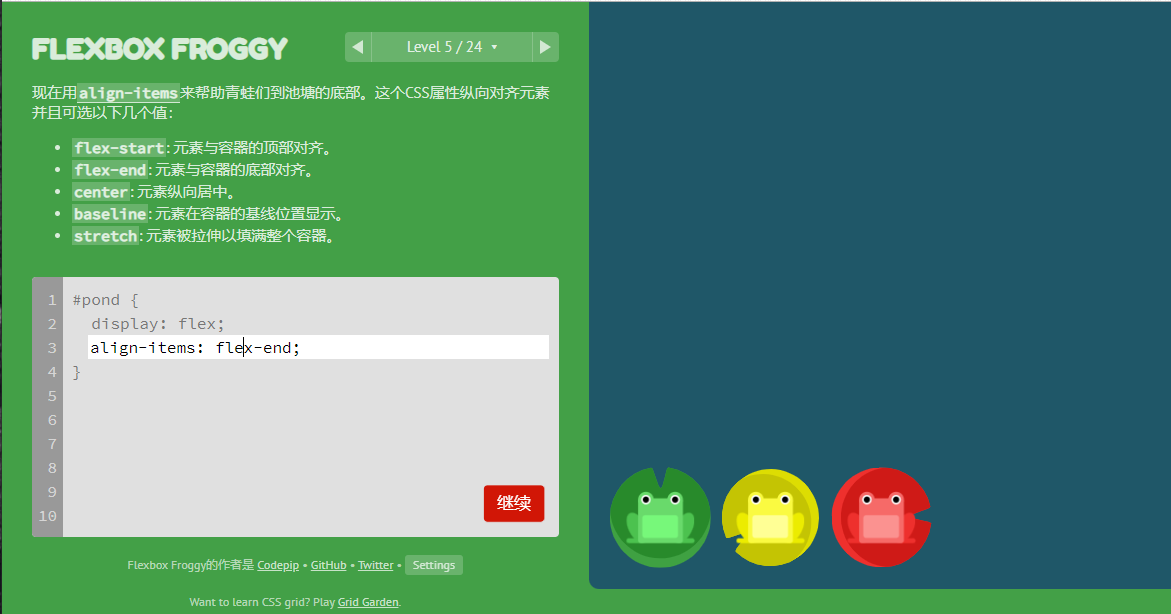 FLEXBOX FROGGY
Level 5 / 24
现在用align-items来帮助青蛙们到池塘的底部。这个CSS属性纵向对齐元素
并且可选以下几个值：
flex-start: 元素与容器的顶部对齐。
flex-end: 元素与容器的底部对齐。
center: 元素纵向居中。
baseline: 元素在容器的基线位置显示。
stretch: 元素被拉伸以填满整个容器。
1 #pond {
2 display: flex;
3 align-items: flex-end;
4 }
5
6
7
8
9
10
继续
Flexbox Froggy的作者是 Codepip • GitHub • Twitter • Settings
Want to learn CSS grid? Play Grid Garden.